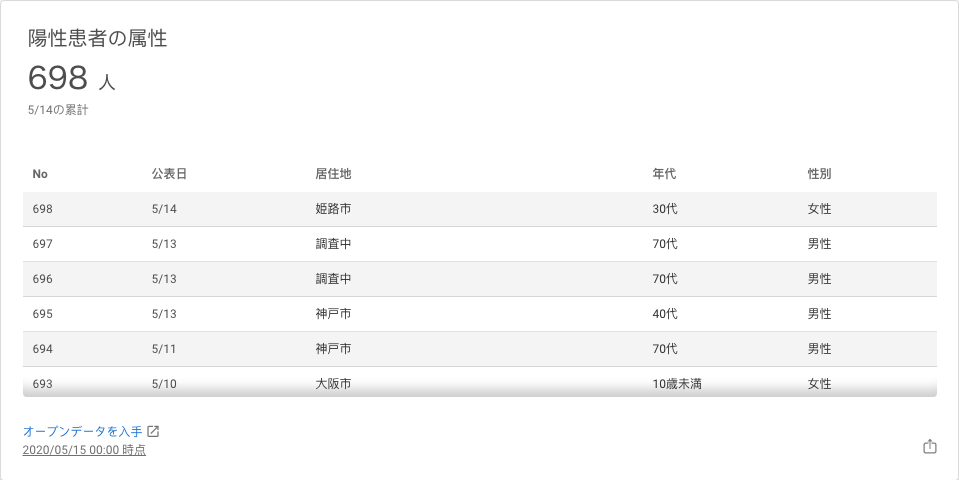 陽性患者の属性
698 人
5/14の累計
No 公表日 居住地 年代 性別
698 5/14 姫路市 30代 女性
697 5/13 調査中 70代 男性
696 5/13 調査中 70代 男性
695 5/13 神戸市 40代 男性
694 5/11 神戸市 70代 男性
693 5/10 大阪市 10歳未満 女性
オープンデータを入手
2020/05/15 00:00 時点